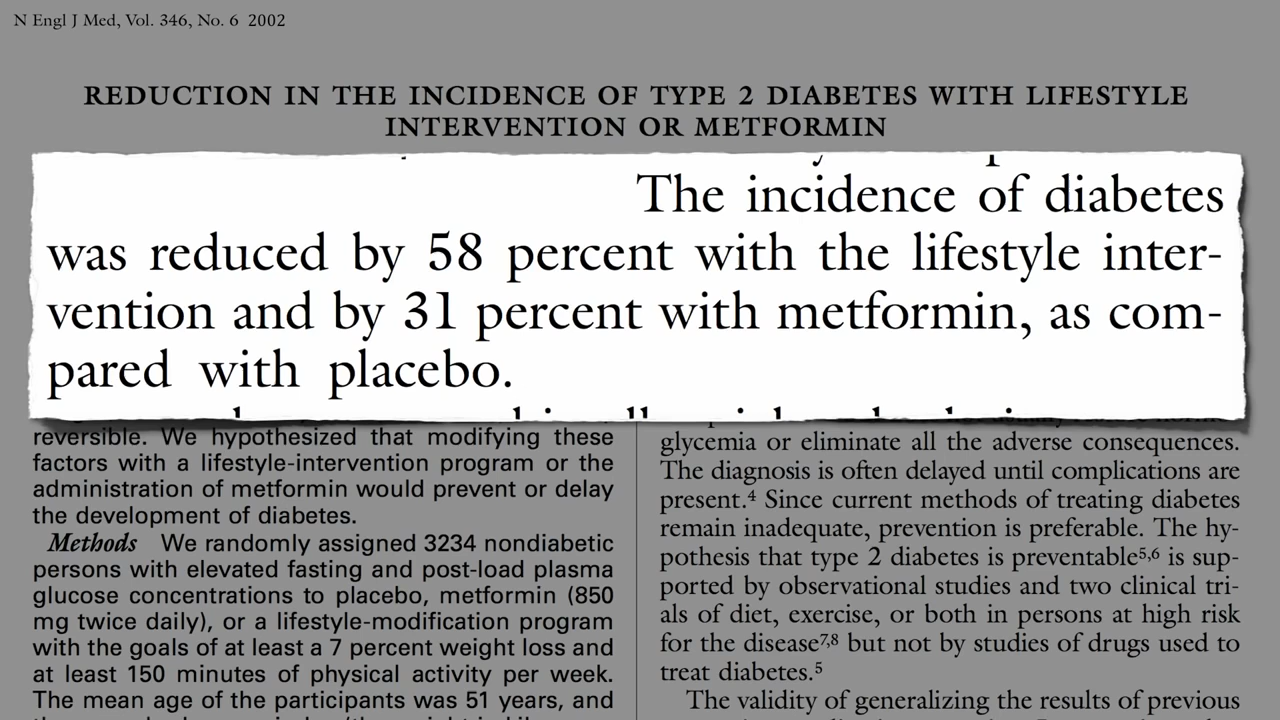 N Engl J Med, Vol. 346, No. 6 2002
REDUCTION IN THE INCIDENCE OF TYPE 2 DIABETES WITH LIFESTYLE
INTERVENTION OR METFORMIN
The incidence of diabetes
was reduced by 58 percent with the lifestyle inter-
vention and by 31 percent with metformin, as com-
pared with placebo.
reversible. We hypothesized that modifying these
factors with a lifestyle-intervention program or the
administration of metformin would prevent or delay
the development of diabetes.
Methods We randomly assigned 3234 nondiabetic
persons with elevated fasting and post-load plasma
glucose concentrations to placebo, metformin (850
mg twice daily), or a lifestyle-modification program
with the goals of at least a 7 percent weight loss and
at least 150 minutes of physical activity per week.
The mean age of the participants was 51 years, and
glycemia or eliminate all the adverse consequences.
The diagnosis is often delayed until complications are
present.⁴ Since current methods of treating diabetes
remain inadequate, prevention is preferable. The hy-
pothesis that type 2 diabetes is preventable⁵,⁶ is sup-
ported by observational studies and two clinical tri-
als of diet, exercise, or both in persons at high risk
for the disease⁷,⁸ but not by studies of drugs used to
treat diabetes.⁵
The validity of generalizing the results of previous